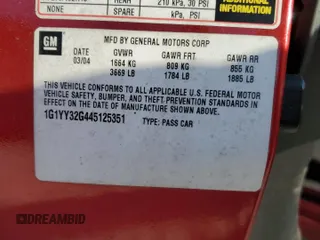 REAR 210 kPa, 30 PSI
NONE SPARE kPa, PSI
ADDITIONAL
INFORMATION
GM
MFD BY GENERAL MOTORS CORP
DATE GVWR GAWR FRT GAWR RR
03/04 1664 KG 809 KG 855 KG
3669 LB 1784 LB 1885 LB
THIS VEHICLE CONFORMS TO ALL APPLICABLE U.S. FEDERAL MOTOR
VEHICLE SAFETY, BUMPER, AND THEFT PREVENTION STANDARDS
IN EFFECT ON THE DATE OF MANUFACTURE SHOWN ABOVE.
1G1YY32G445125351 TYPE: PASS CAR
DREAMBID